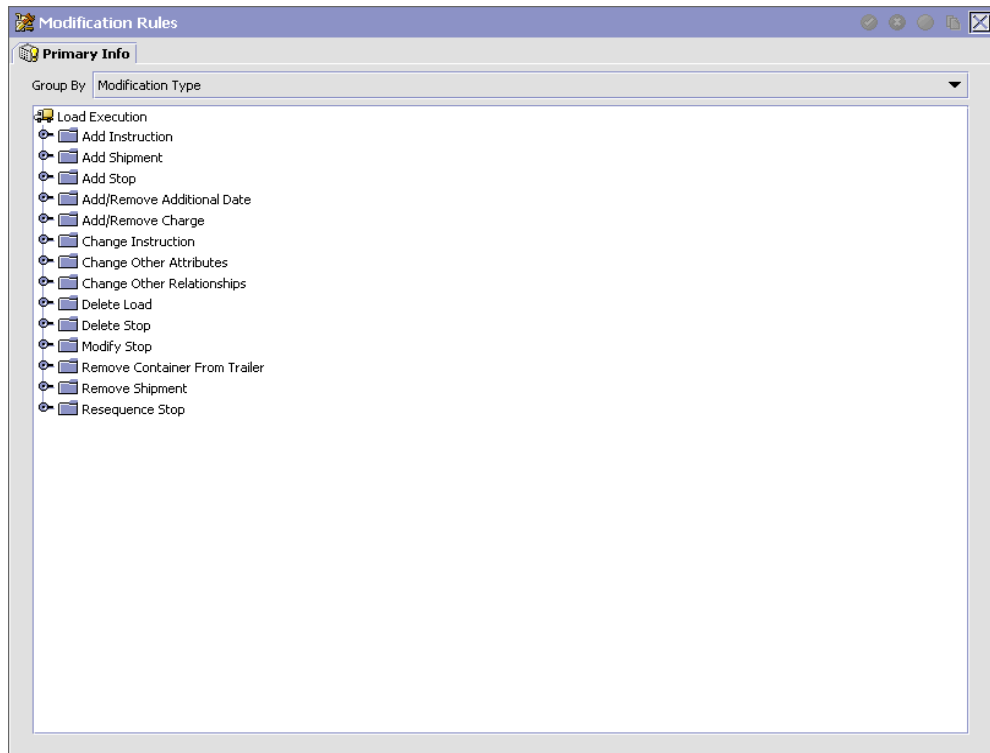 Modification Rules
Primary Info
Group By Modification Type
Load Execution
Add Instruction
Add Shipment
Add Stop
Add/Remove Additional Date
Add/Remove Charge
Change Instruction
Change Other Attributes
Change Other Relationships
Delete Load
Delete Stop
Modify Stop
Remove Container From Trailer
Remove Shipment
Resequence Stop